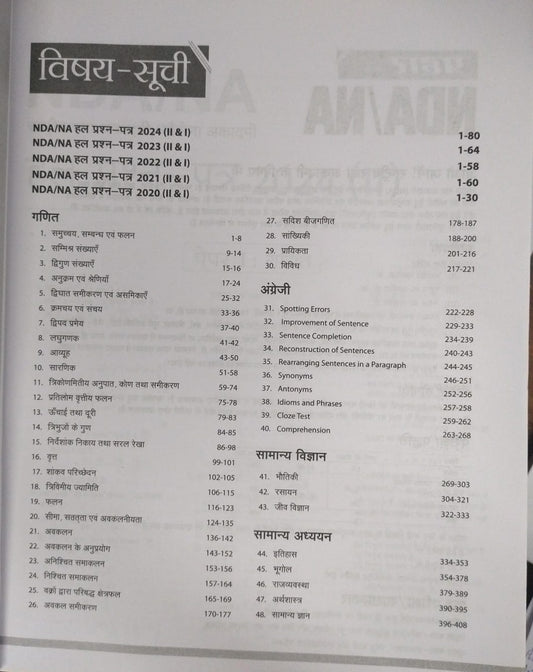 विषय-सूची
NDA/NA हल प्रश्न-पत्र 2024 (II & I) 1-80
NDA/NA हल प्रश्न-पत्र 2023 (II & I) 1-64
NDA/NA हल प्रश्न-पत्र 2022 (II & I) 1-58
NDA/NA हल प्रश्न-पत्र 2021 (II & I) 1-60
NDA/NA हल प्रश्न-पत्र 2020 (II & I) 1-30
गणित
1. समुच्चय, सम्बन्ध एवं फलन 1-8
2. सम्मिश्र संख्याएँ 9-14
3. द्विगुण संख्याएँ 15-16
4. अनुक्रम एवं श्रेणियाँ 17-24
5. द्विघात समीकरण एवं असमिकाएँ 25-32
6. क्रमचय एवं संचय 33-36
7. द्विपद प्रमेय 37-40
8. लघुगणक 41-42
9. आव्यूह 43-50
10. सारणिक 51-58
11. त्रिकोणमितीय अनुपात, कोण तथा समीकरण 59-74
12. प्रतिलोम वृत्तीय फलन 75-78
13. ऊँचाई तथा दूरी 79-83
14. त्रिभुजो के गुण 84-85
15. निर्देशांक निकाय तथा सरल रेखा 86-98
16. वृत्त 99-101
17. शांकव परिच्छेदन 102-105
18. त्रिविमीय ज्यामिति 106-115
19. फलन 116-123
20. सीमा, सतत्ता एवं अवकलनीयता 124-135
21. अवकलन 136-142
22. अवकलन के अनुप्रयोग 143-152
23. अनिश्चित समाकलन 153-156
24. निश्चित समाकलन 157-164
25. वक्रो द्वारा परिबद्ध क्षेत्रफल 165-169
26. अवकल समीकरण 170-177
27. सदिश बीजगणित 178-187
28. सांख्यिकी 188-200
29. प्रायिकता 201-216
30. विविध 217-221
अंग्रेजी
31. Spotting Errors 222-228
32. Improvement of Sentence 229-233
33. Sentence Completion 234-239
34. Reconstruction of Sentences 240-243
35. Rearranging Sentences in a Paragraph 244-245
36. Synonyms 246-251
37. Antonyms 252-256
38. Idioms and Phrases 257-258
39. Cloze Test 259-262
40. Comprehension 263-268
सामान्य विज्ञान
41. भौतिकी 269-303
42. रसायन 304-321
43. जीव विज्ञान 322-333
सामान्य अध्ययन
44. इतिहास 334-353
45. भूगोल 354-378
46. राजव्यवस्था 379-389
47. अर्थशास्त्र 390-395
48. सामान्य ज्ञान 396-408